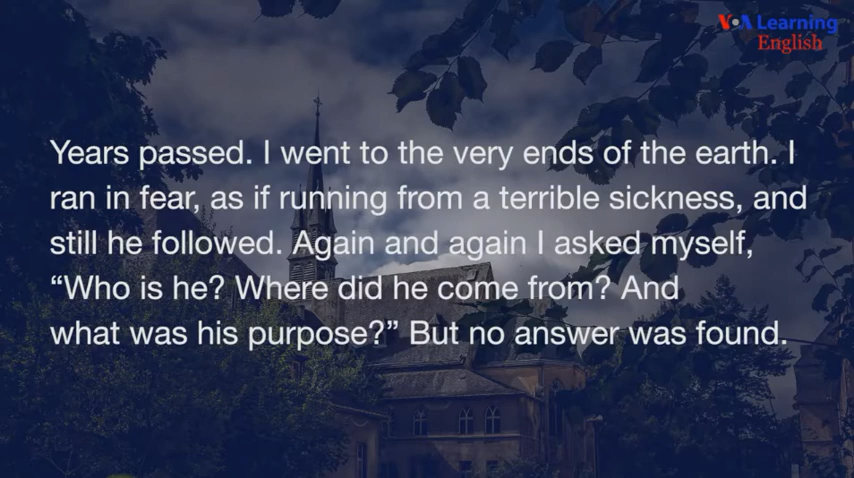 VOA Learning
English
Years passed. I went to the very ends of the earth. I
ran in fear, as if running from a terrible sickness, and
still he followed. Again and again I asked myself,
“Who is he? Where did he come from? And
what was his purpose?” But no answer was found.